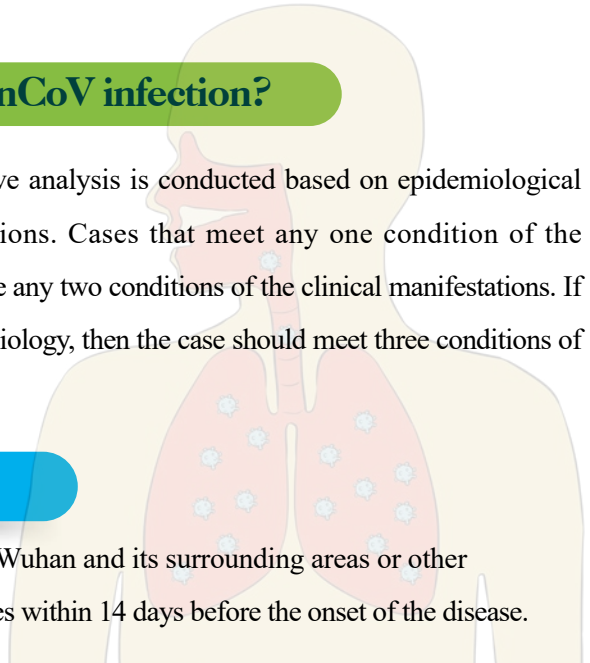 nCoV infection?
ve analysis is conducted based on epidemiological
ions. Cases that meet any one condition of the
e any two conditions of the clinical manifestations. If
iology, then the case should meet three conditions of
Wuhan and its surrounding areas or other
es within 14 days before the onset of the disease.